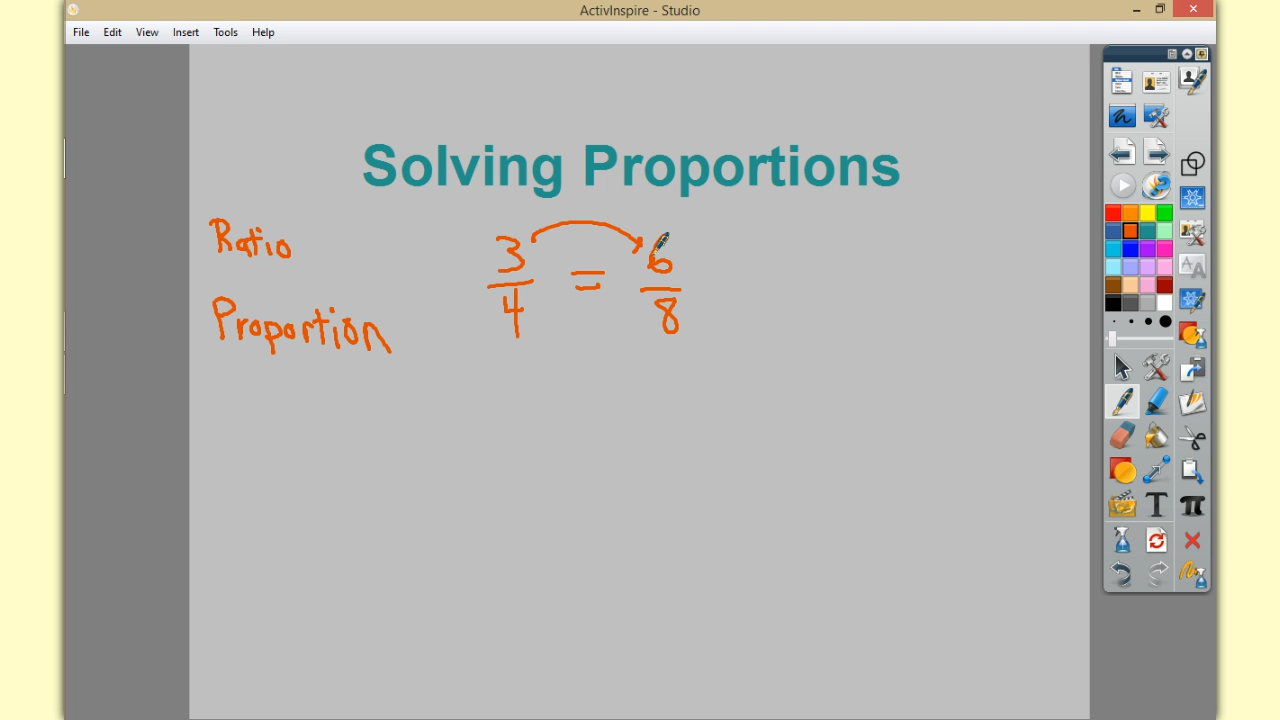 ActivInspire - Studio
File Edit View Insert Tools Help
Solving Proportions
Ratio
Proportion
3/4 = 6/8